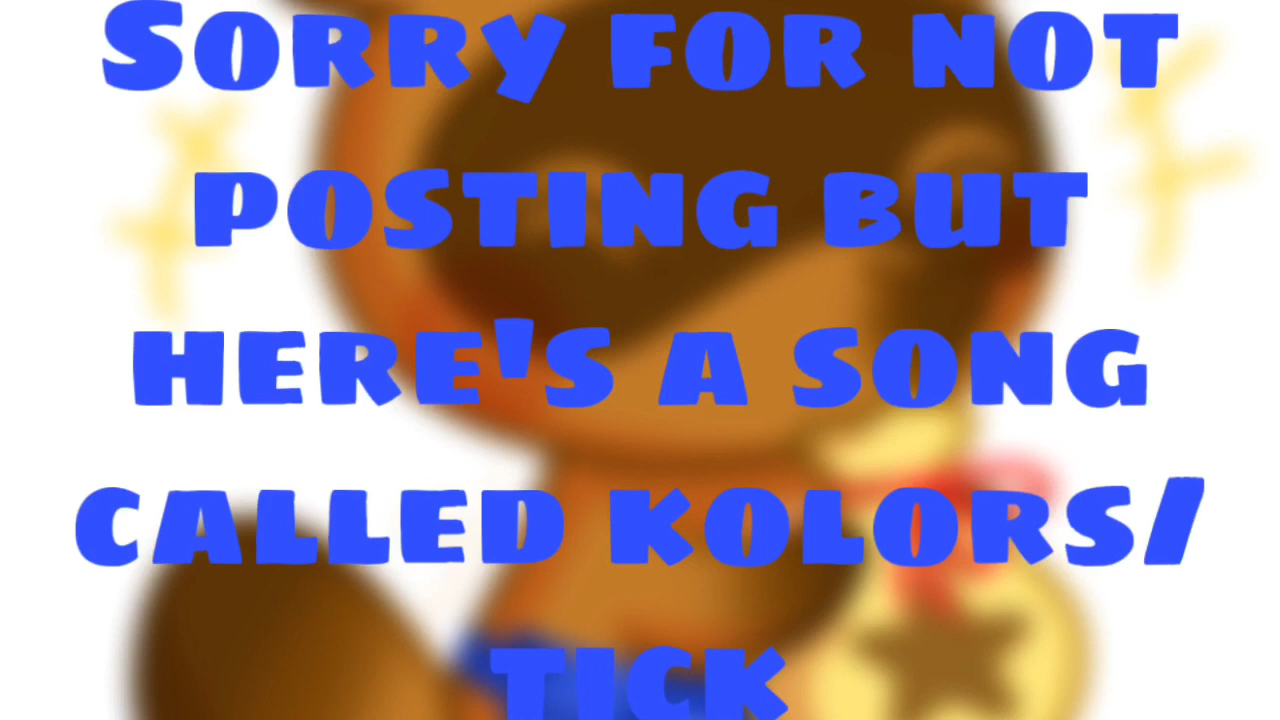 Sorry for not
posting but
here's a song
called kolors/
tick